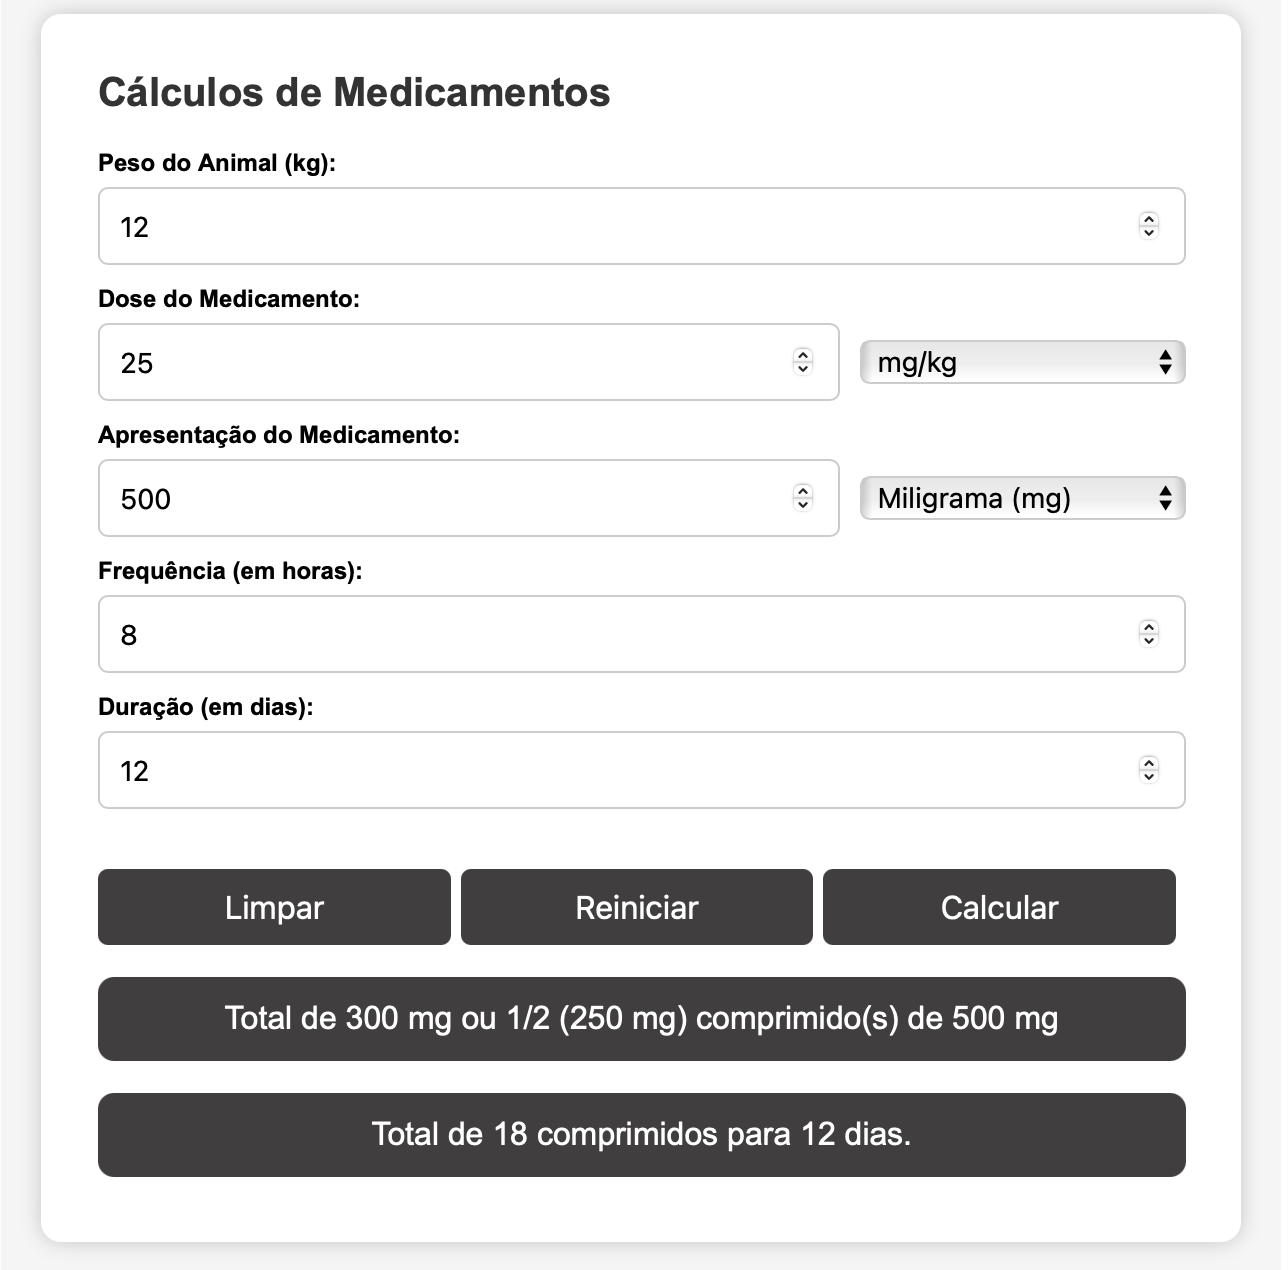 Cálculos de Medicamentos
Peso do Animal (kg):
12
Dose do Medicamento:
25
mg/kg
Apresentação do Medicamento:
500
Miligrama (mg)
Frequência (em horas):
8
Duração (em dias):
12
Limpar
Reiniciar
Calcular
Total de 300 mg ou 1/2 (250 mg) comprimido(s) de 500 mg
Total de 18 comprimidos para 12 dias.